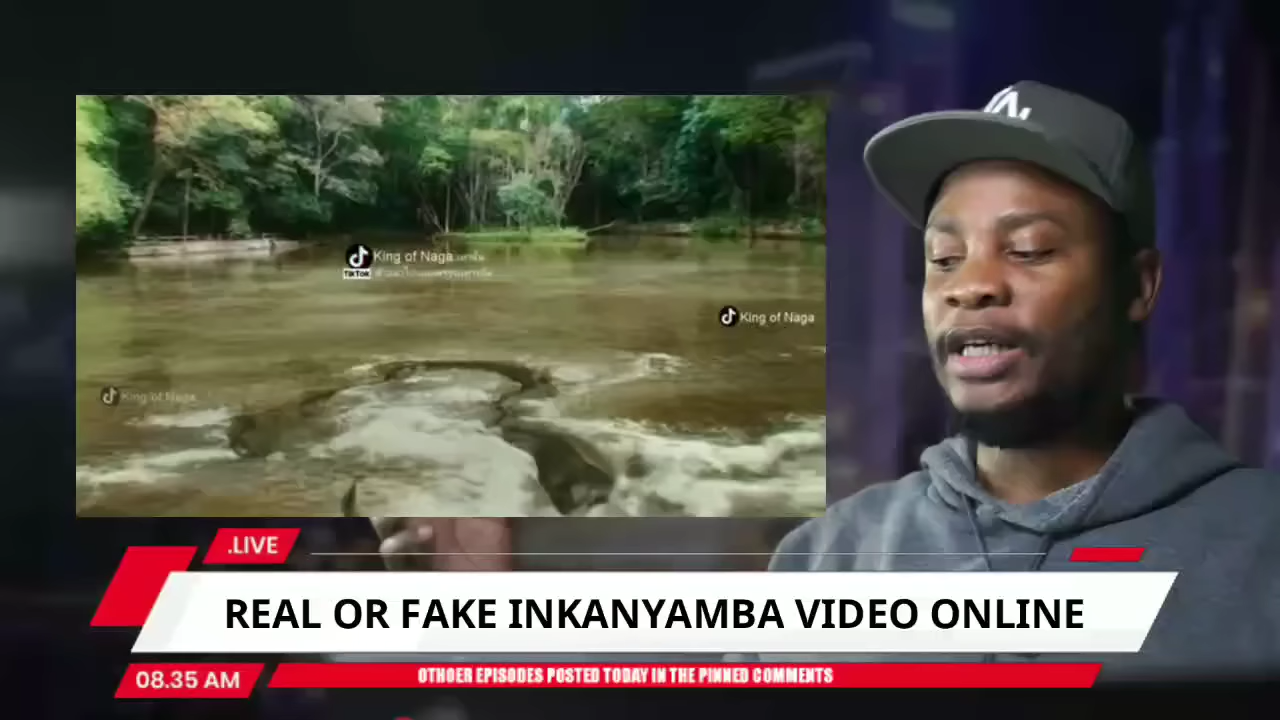 TikTok
King of Naga
King of Naga
King of Naga
.LIVE
REAL OR FAKE INKANYAMBA VIDEO ONLINE
08.35 AM
OTHOER EPISODES POSTED TODAY IN THE PINNED COMMENTS